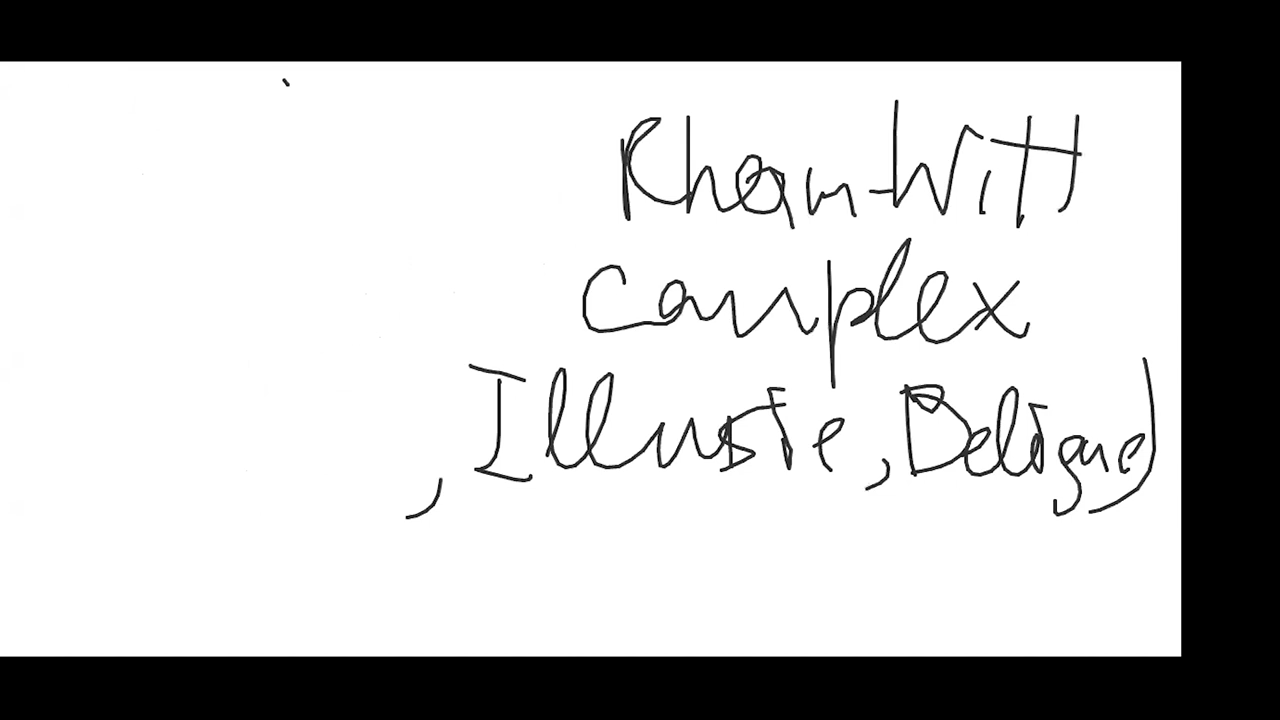 Rham-Witt
complex
, Illusie, Deligne)